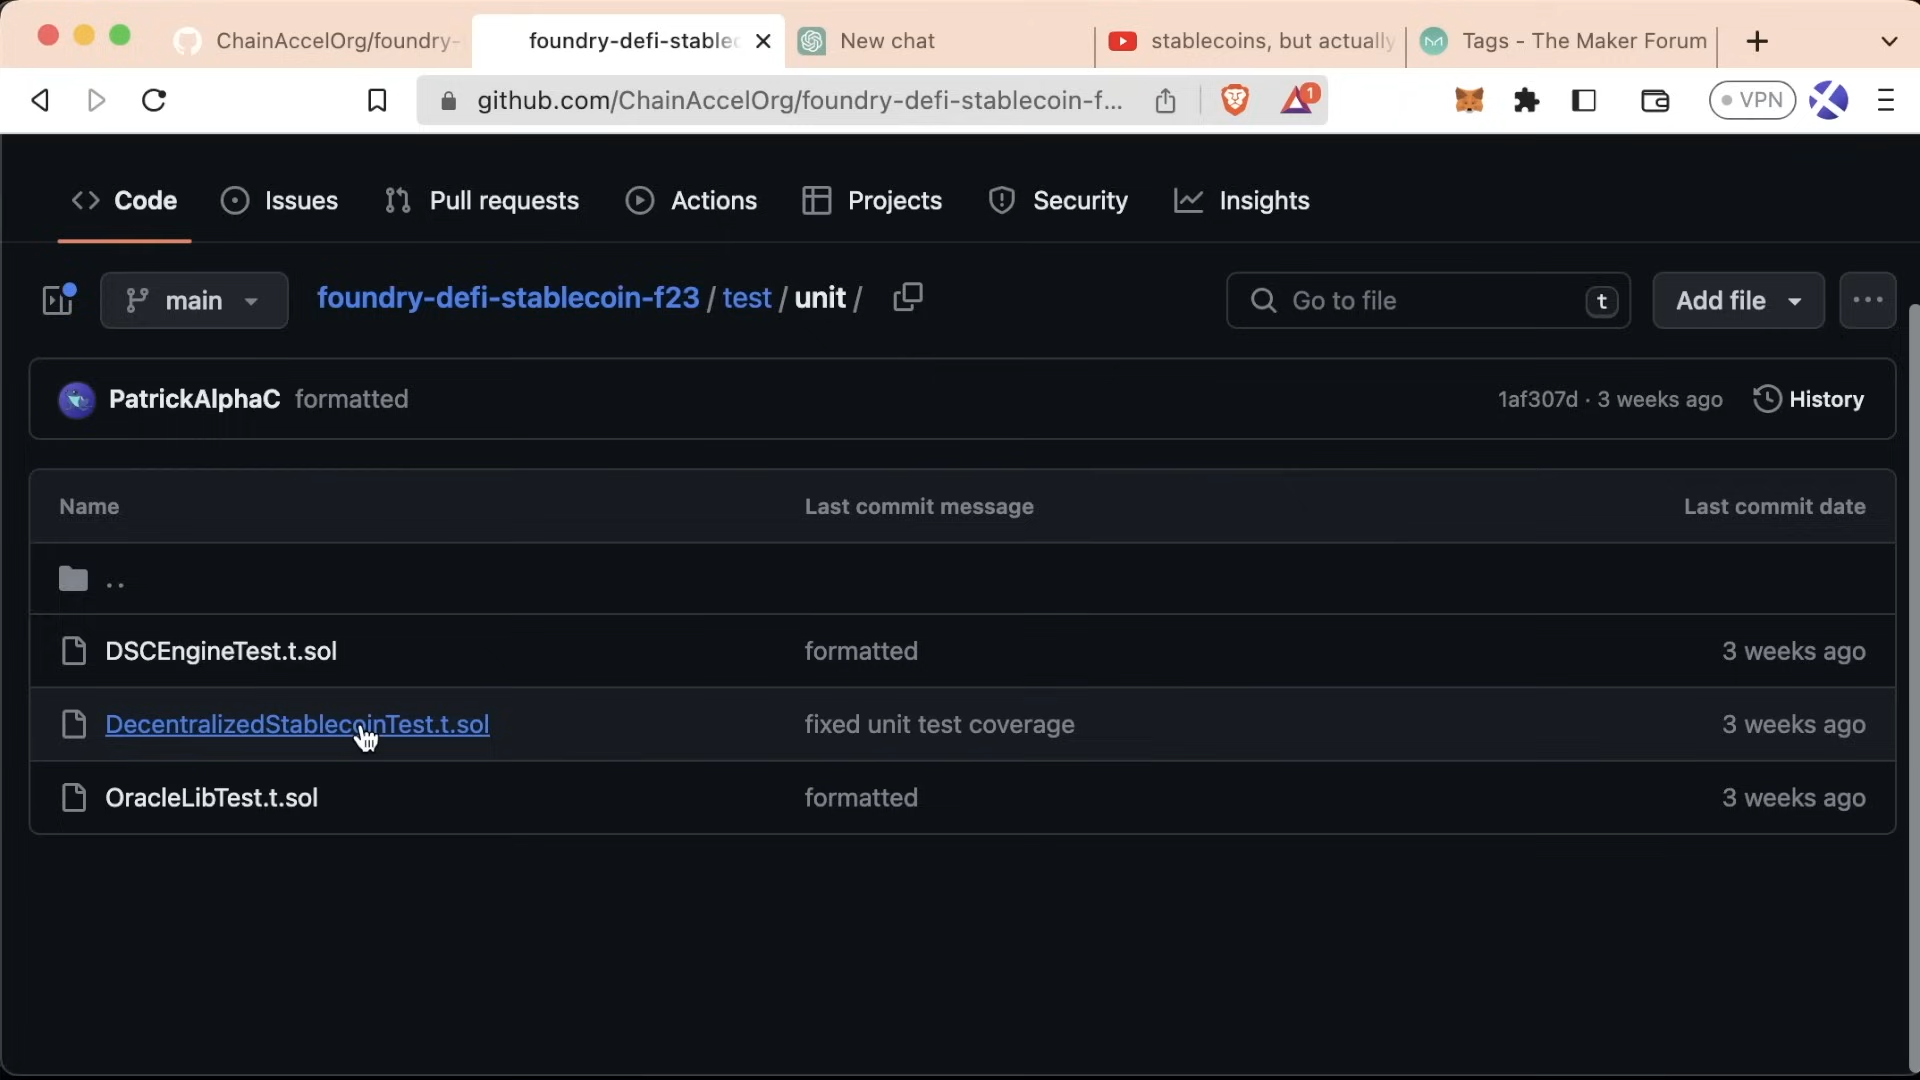 ChainAccelOrg/foundry-
foundry-defi-stablec
New chat
stablecoins, but actually
Tags - The Maker Forum
github.com/ChainAccelOrg/foundry-defi-stablecoin-f...
1
VPN
Code
Issues
Pull requests
Actions
Projects
Security
Insights
main
foundry-defi-stablecoin-f23 / test / unit /
Go to file
t
Add file
PatrickAlphaC formatted
1af307d · 3 weeks ago
History
Name
Last commit message
Last commit date
..
DSCEngineTest.t.sol
formatted
3 weeks ago
DecentralizedStablecoinTest.t.sol
fixed unit test coverage
3 weeks ago
OracleLibTest.t.sol
formatted
3 weeks ago